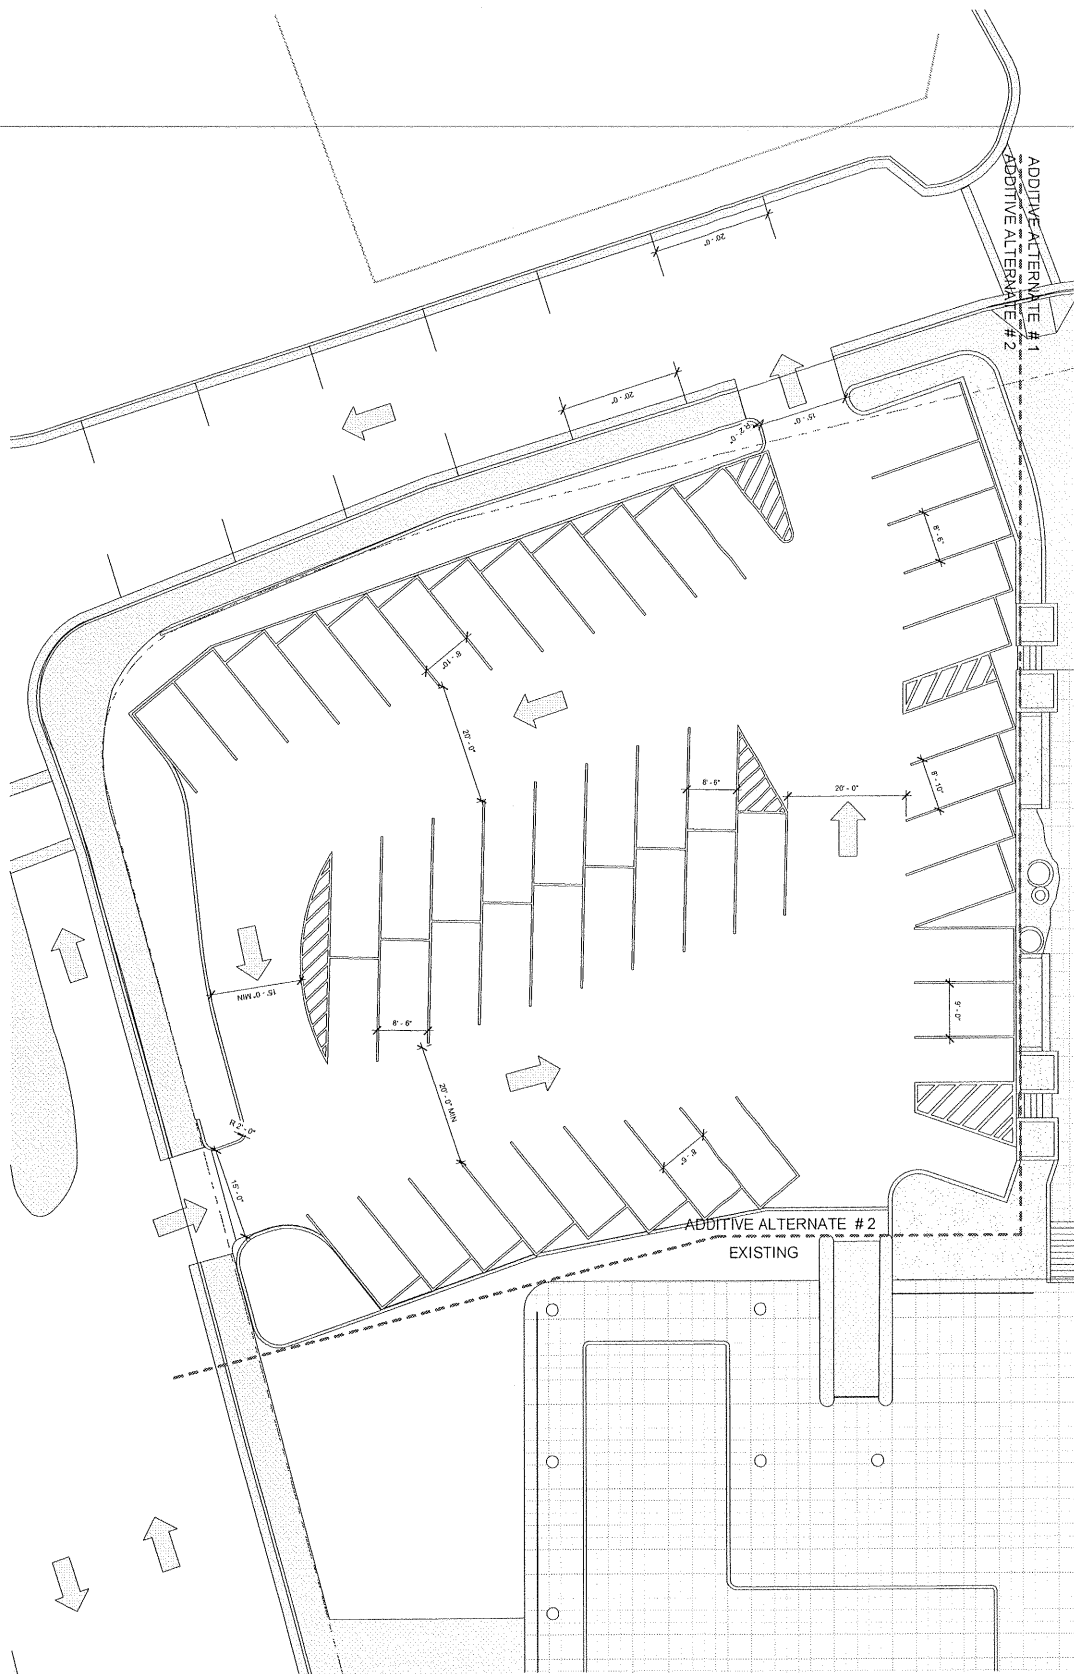 ADDITIVE ALTERNATE #1
ADDITIVE ALTERNATE #2
20'-0"
20'-0"
15'-0"
R 2'-0"
8'-6"
8'-10"
20'-0"
8'-6"
20'-0"
8'-10"
15'-0" MIN
8'-6"
9'-0"
20'-0" MIN
R 2'-0"
8'-6"
15'-0"
ADDITIVE ALTERNATE #2
EXISTING